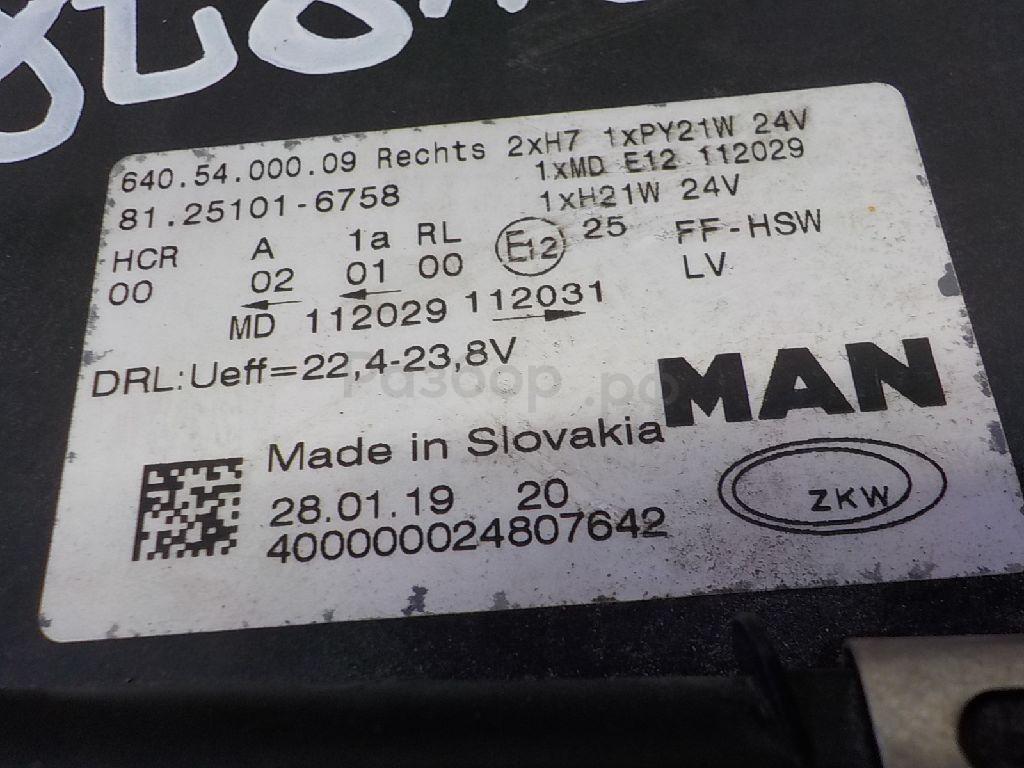 640.54.000.09 Rechts 2xH7 1xPY21W 24V
1xMD E12 112029
81.25101-6758
1xH21W 24V
HCR A 1a RL E12 25 FF-HSW
00 02 01 00 LV
MD 112029 112031
DRL: Ueff=22,4-23,8V
Разбор.рф
MAN
Made in Slovakia
28.01.19 20
400000024807642
ZKW